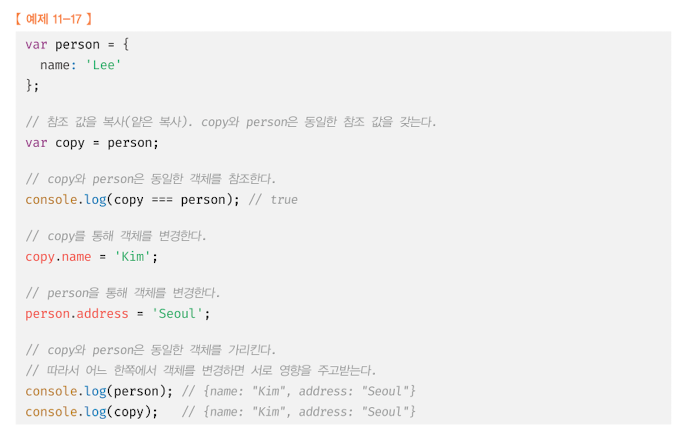 【 예제 11-17 】
var person = {
  name: 'Lee'
};
// 참조 값을 복사(얕은 복사). copy와 person은 동일한 참조 값을 갖는다.
var copy = person;
// copy와 person은 동일한 객체를 참조한다.
console.log(copy === person); // true
// copy를 통해 객체를 변경한다.
copy.name = 'Kim';
// person을 통해 객체를 변경한다.
person.address = 'Seoul';
// copy와 person은 동일한 객체를 가리킨다.
// 따라서 어느 한쪽에서 객체를 변경하면 서로 영향을 주고받는다.
console.log(person); // {name: "Kim", address: "Seoul"}
console.log(copy);   // {name: "Kim", address: "Seoul"}